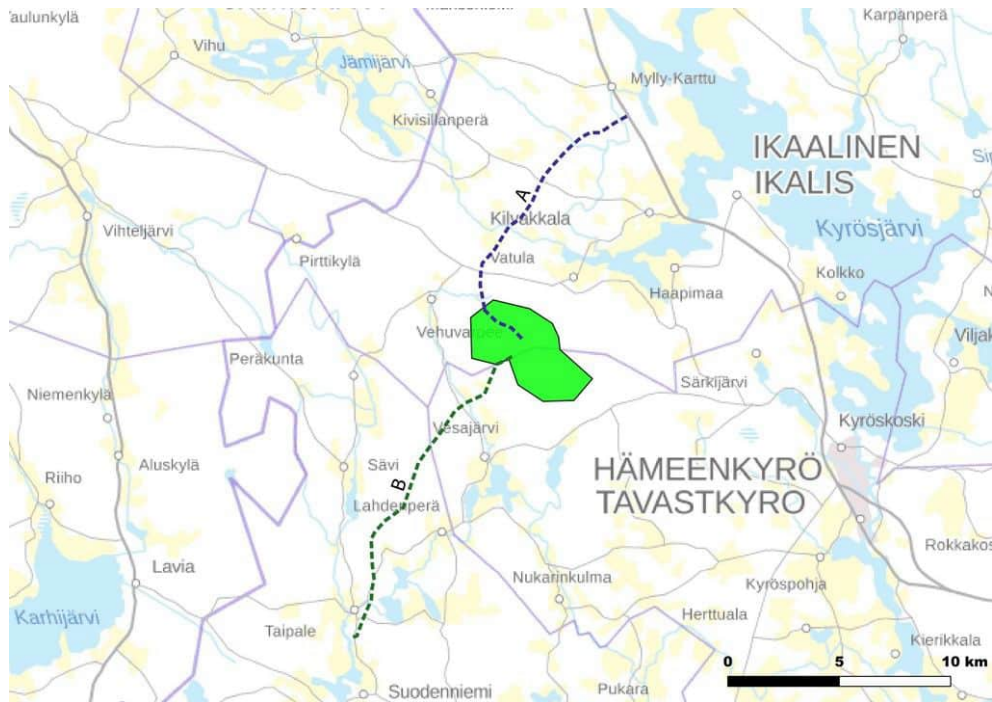 Karpanperä
Vihu
Jämijärvi
Mylly-Karttu
Kivisillanperä
IKAALINEN
IKALIS
A
Kilvakkala
Kyrösjärvi
Vihteljärvi
Vatula
Pirttikylä
Kolkko
Haapimaa
Peräkunta
Särkijärvi
Niemenkylä
Kyröskoski
Vesajärvi
Sävi
Aluskylä
HÄMEENKYRÖ
TAVASTKYRO
Riiho
B
Lahdenperä
Lavia
Nukarinkulma
Kyröspohja
Karhijärvi
Herttuala
Taipale
Kierikkala
0 5 10 km
Suodenniemi
Pukara